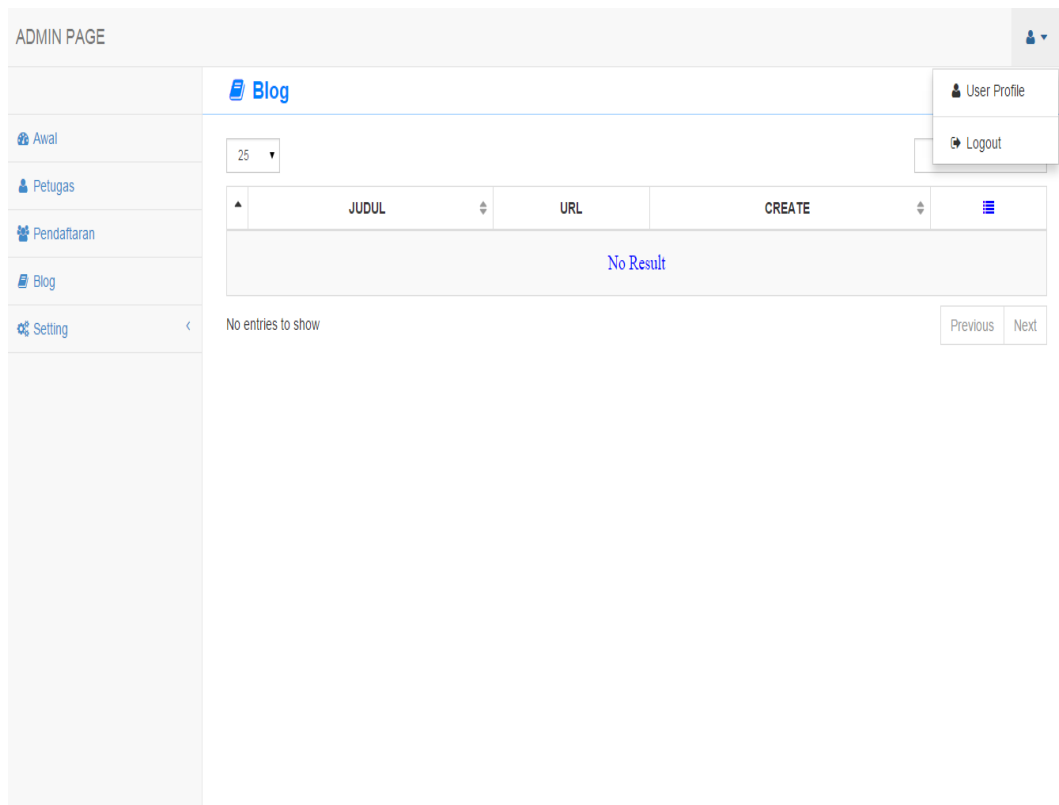 ADMIN PAGE
Blog
User Profile
Logout
Awal
Petugas
Pendaftaran
Blog
Setting
25
JUDUL URL CREATE
No Result
No entries to show
Previous Next